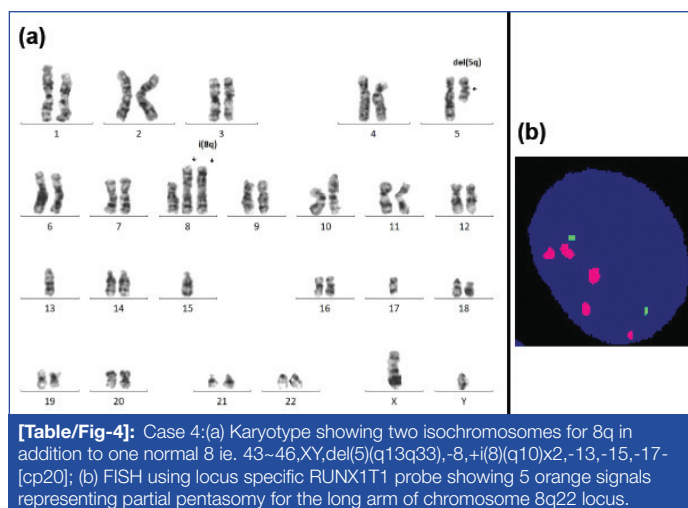 (a)
del(5q)
1 2 3 4 5
(b)
i(8q)
6 7 8 9 10 11 12
13 14 15 16 17 18
19 20 21 22 X Y
[Table/Fig-4]: Case 4:(a) Karyotype showing two isochromosomes for 8q in
addition to one normal 8 ie. 43~46,XY,del(5)(q13q33),-8,+i(8)(q10)x2,-13,-15,-17-
[cp20]; (b) FISH using locus specific RUNX1T1 probe showing 5 orange signals
representing partial pentasomy for the long arm of chromosome 8q22 locus.